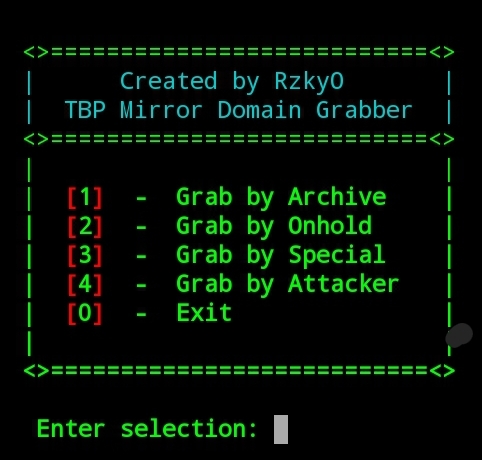 <>===========================<>
| Created by RzkyO |
| TBP Mirror Domain Grabber |
<>===========================<>
| |
| [1] - Grab by Archive |
| [2] - Grab by Onhold |
| [3] - Grab by Special |
| [4] - Grab by Attacker |
| [0] - Exit |
| |
<>===========================<>
Enter selection: